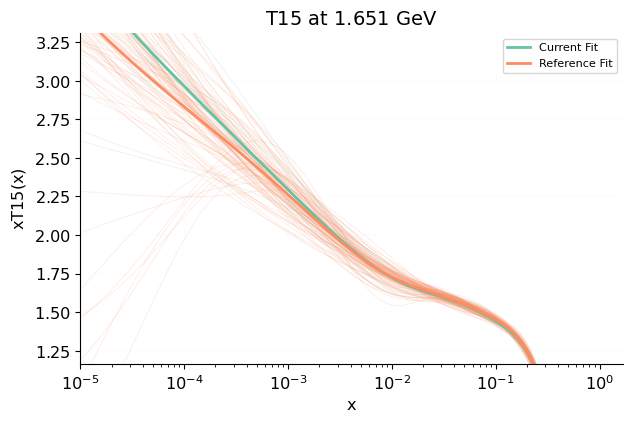 T15 at 1.651 GeV
Current Fit
Reference Fit
xT15(x)
3.25
3.00
2.75
2.50
2.25
2.00
1.75
1.50
1.25
10⁻⁵ 10⁻⁴ 10⁻³ 10⁻² 10⁻¹ 10⁰
x